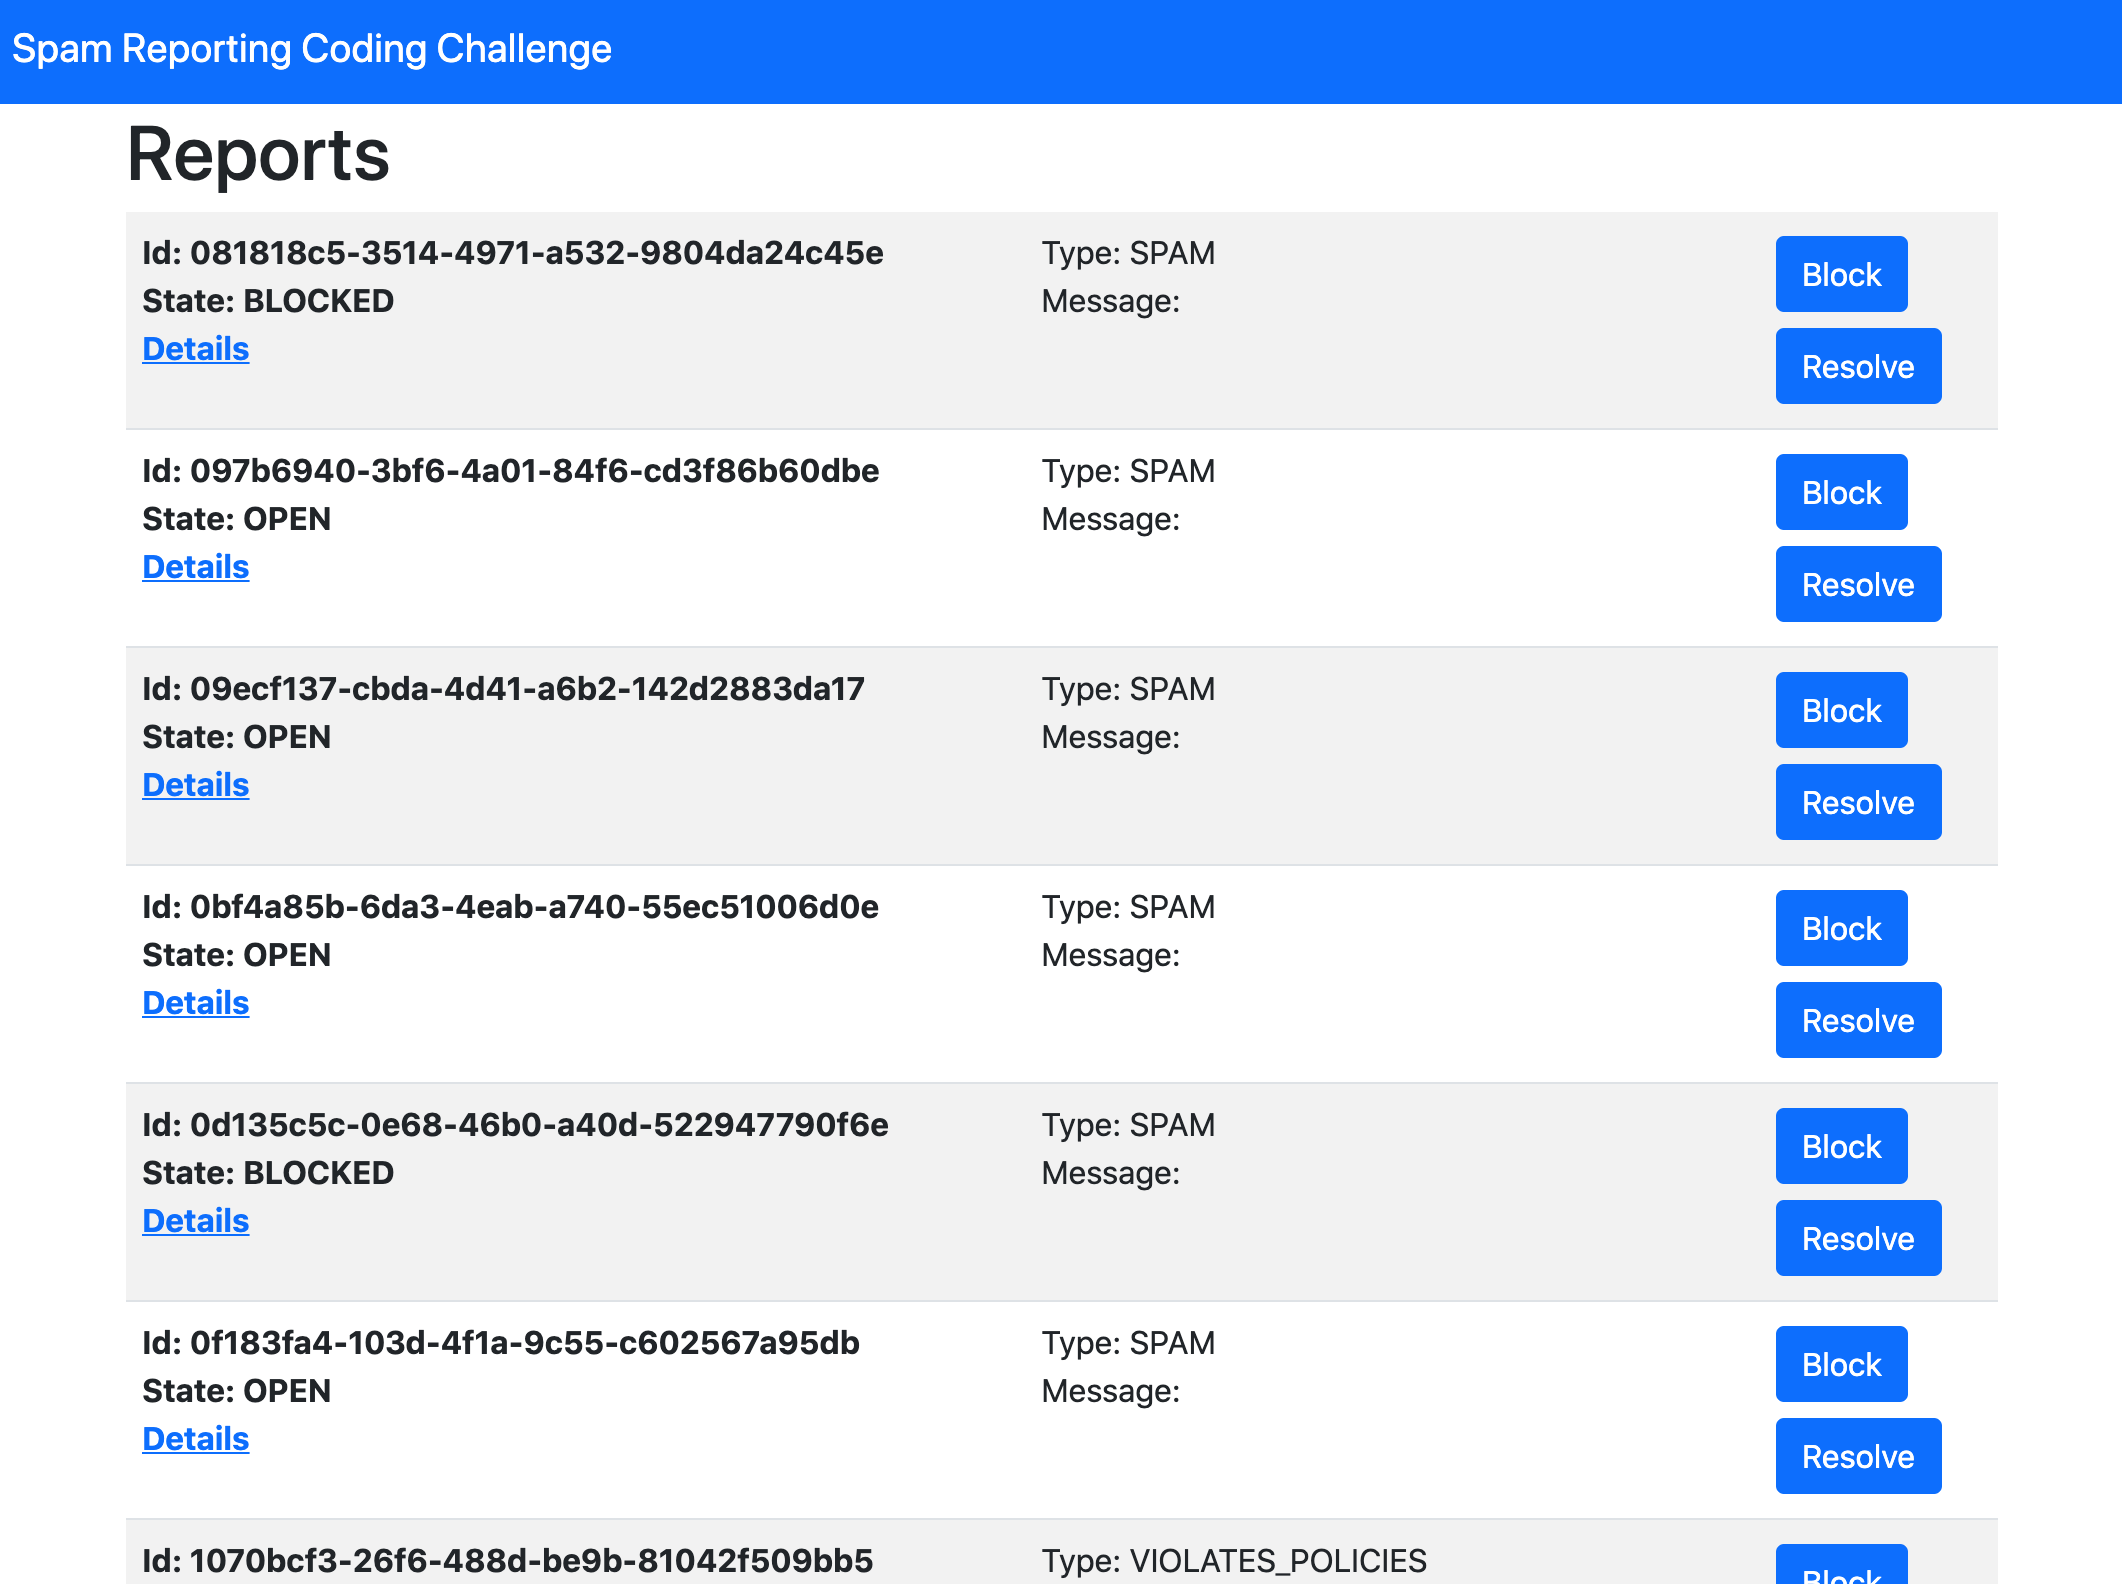 Spam Reporting Coding Challenge
Reports
Id: 081818c5-3514-4971-a532-9804da24c45e
State: BLOCKED
Details
Type: SPAM
Message:
Block
Resolve
Id: 097b6940-3bf6-4a01-84f6-cd3f86b60dbe
State: OPEN
Details
Type: SPAM
Message:
Block
Resolve
Id: 09ecf137-cbda-4d41-a6b2-142d2883da17
State: OPEN
Details
Type: SPAM
Message:
Block
Resolve
Id: 0bf4a85b-6da3-4eab-a740-55ec51006d0e
State: OPEN
Details
Type: SPAM
Message:
Block
Resolve
Id: 0d135c5c-0e68-46b0-a40d-522947790f6e
State: BLOCKED
Details
Type: SPAM
Message:
Block
Resolve
Id: 0f183fa4-103d-4f1a-9c55-c602567a95db
State: OPEN
Details
Type: SPAM
Message:
Block
Resolve
Id: 1070bcf3-26f6-488d-be9b-81042f509bb5
Type: VIOLATES_POLICIES
Block